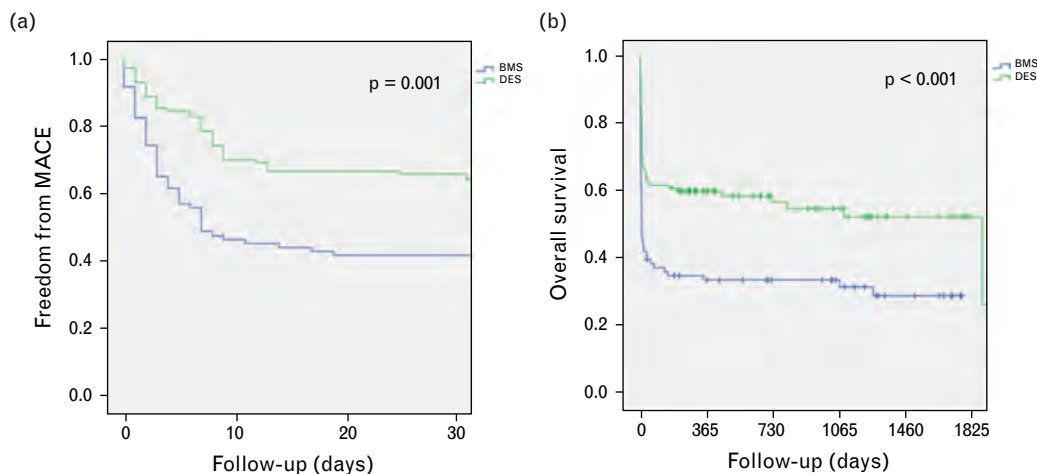 (a)
Freedom from MACE
1.0
0.8
0.6
0.4
0.2
0.0
p = 0.001
BMS
DES
0
10
20
30
Follow-up (days)
(b)
Overall survival
1.0
0.8
0.6
0.4
0.2
0.0
p < 0.001
BMS
DES
0
365
730
1065
1460
1825
Follow-up (days)